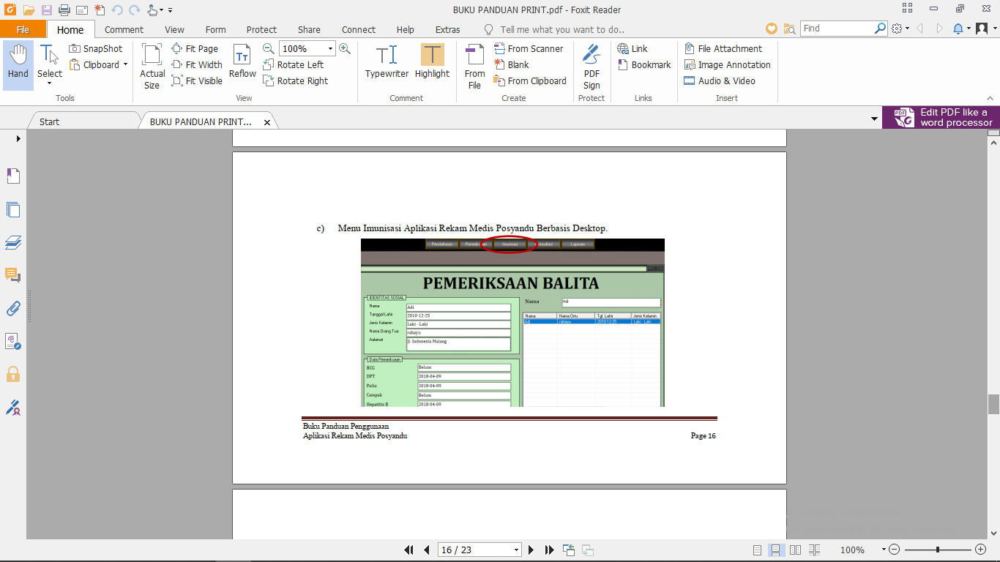 BUKU PANDUAN PRINT.pdf - Foxit Reader
File Home Comment View Form Protect Share Connect Help Extras Tell me what you want to do.. Find
Hand
Select
SnapShot
Clipboard
Tools
Actual Size
Fit Page
Fit Width
Fit Visible
Reflow
100%
Rotate Left
Rotate Right
View
Typewriter
Highlight
Comment
From File
From Scanner
Blank
From Clipboard
Create
PDF Sign
Protect
Link
Bookmark
Links
File Attachment
Image Annotation
Audio & Video
Insert
Start
BUKU PANDUAN PRINT...
Edit PDF like a
word processor
c) Menu Imunisasi Aplikasi Rekam Medis Posyandu Berbasis Desktop.
Pendaftaran Imunisasi Laporan
PEMERIKSAAN BALITA
IDENTITAS SOSIAL
Nama Adi
Tanggal Lahir 2010-12-25
Jenis Kelamin Laki - Laki
Nama Orang Tua rahayu
Aalamat jl. Indonesia Malang
Nama Adi
Nama Nama Ortu Tgl. Lahir Jenis Kelamin
Adi rahayu 2010-12-25 Laki - Laki
Data Pemeriksaan
BCG Belum
DPT 2018-04-09
Polio 2018-04-09
Campak Belum
Hepatitis B 2018-04-09
Buku Panduan Penggunaan
Aplikasi Rekam Medis Posyandu Page 16
16 / 23
100%